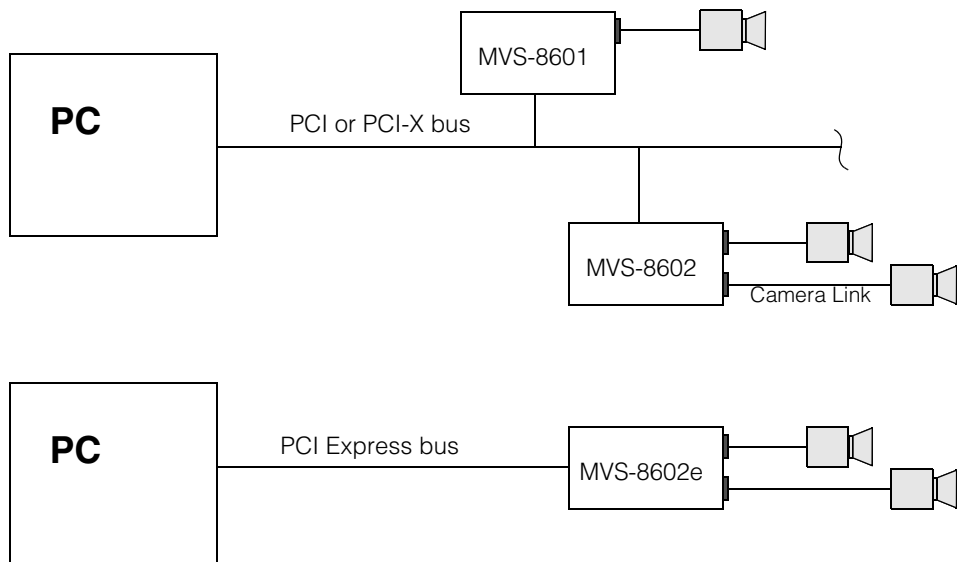 MVS-8601
PC
PCI or PCI-X bus
MVS-8602
Camera Link
PC
PCI Express bus
MVS-8602e